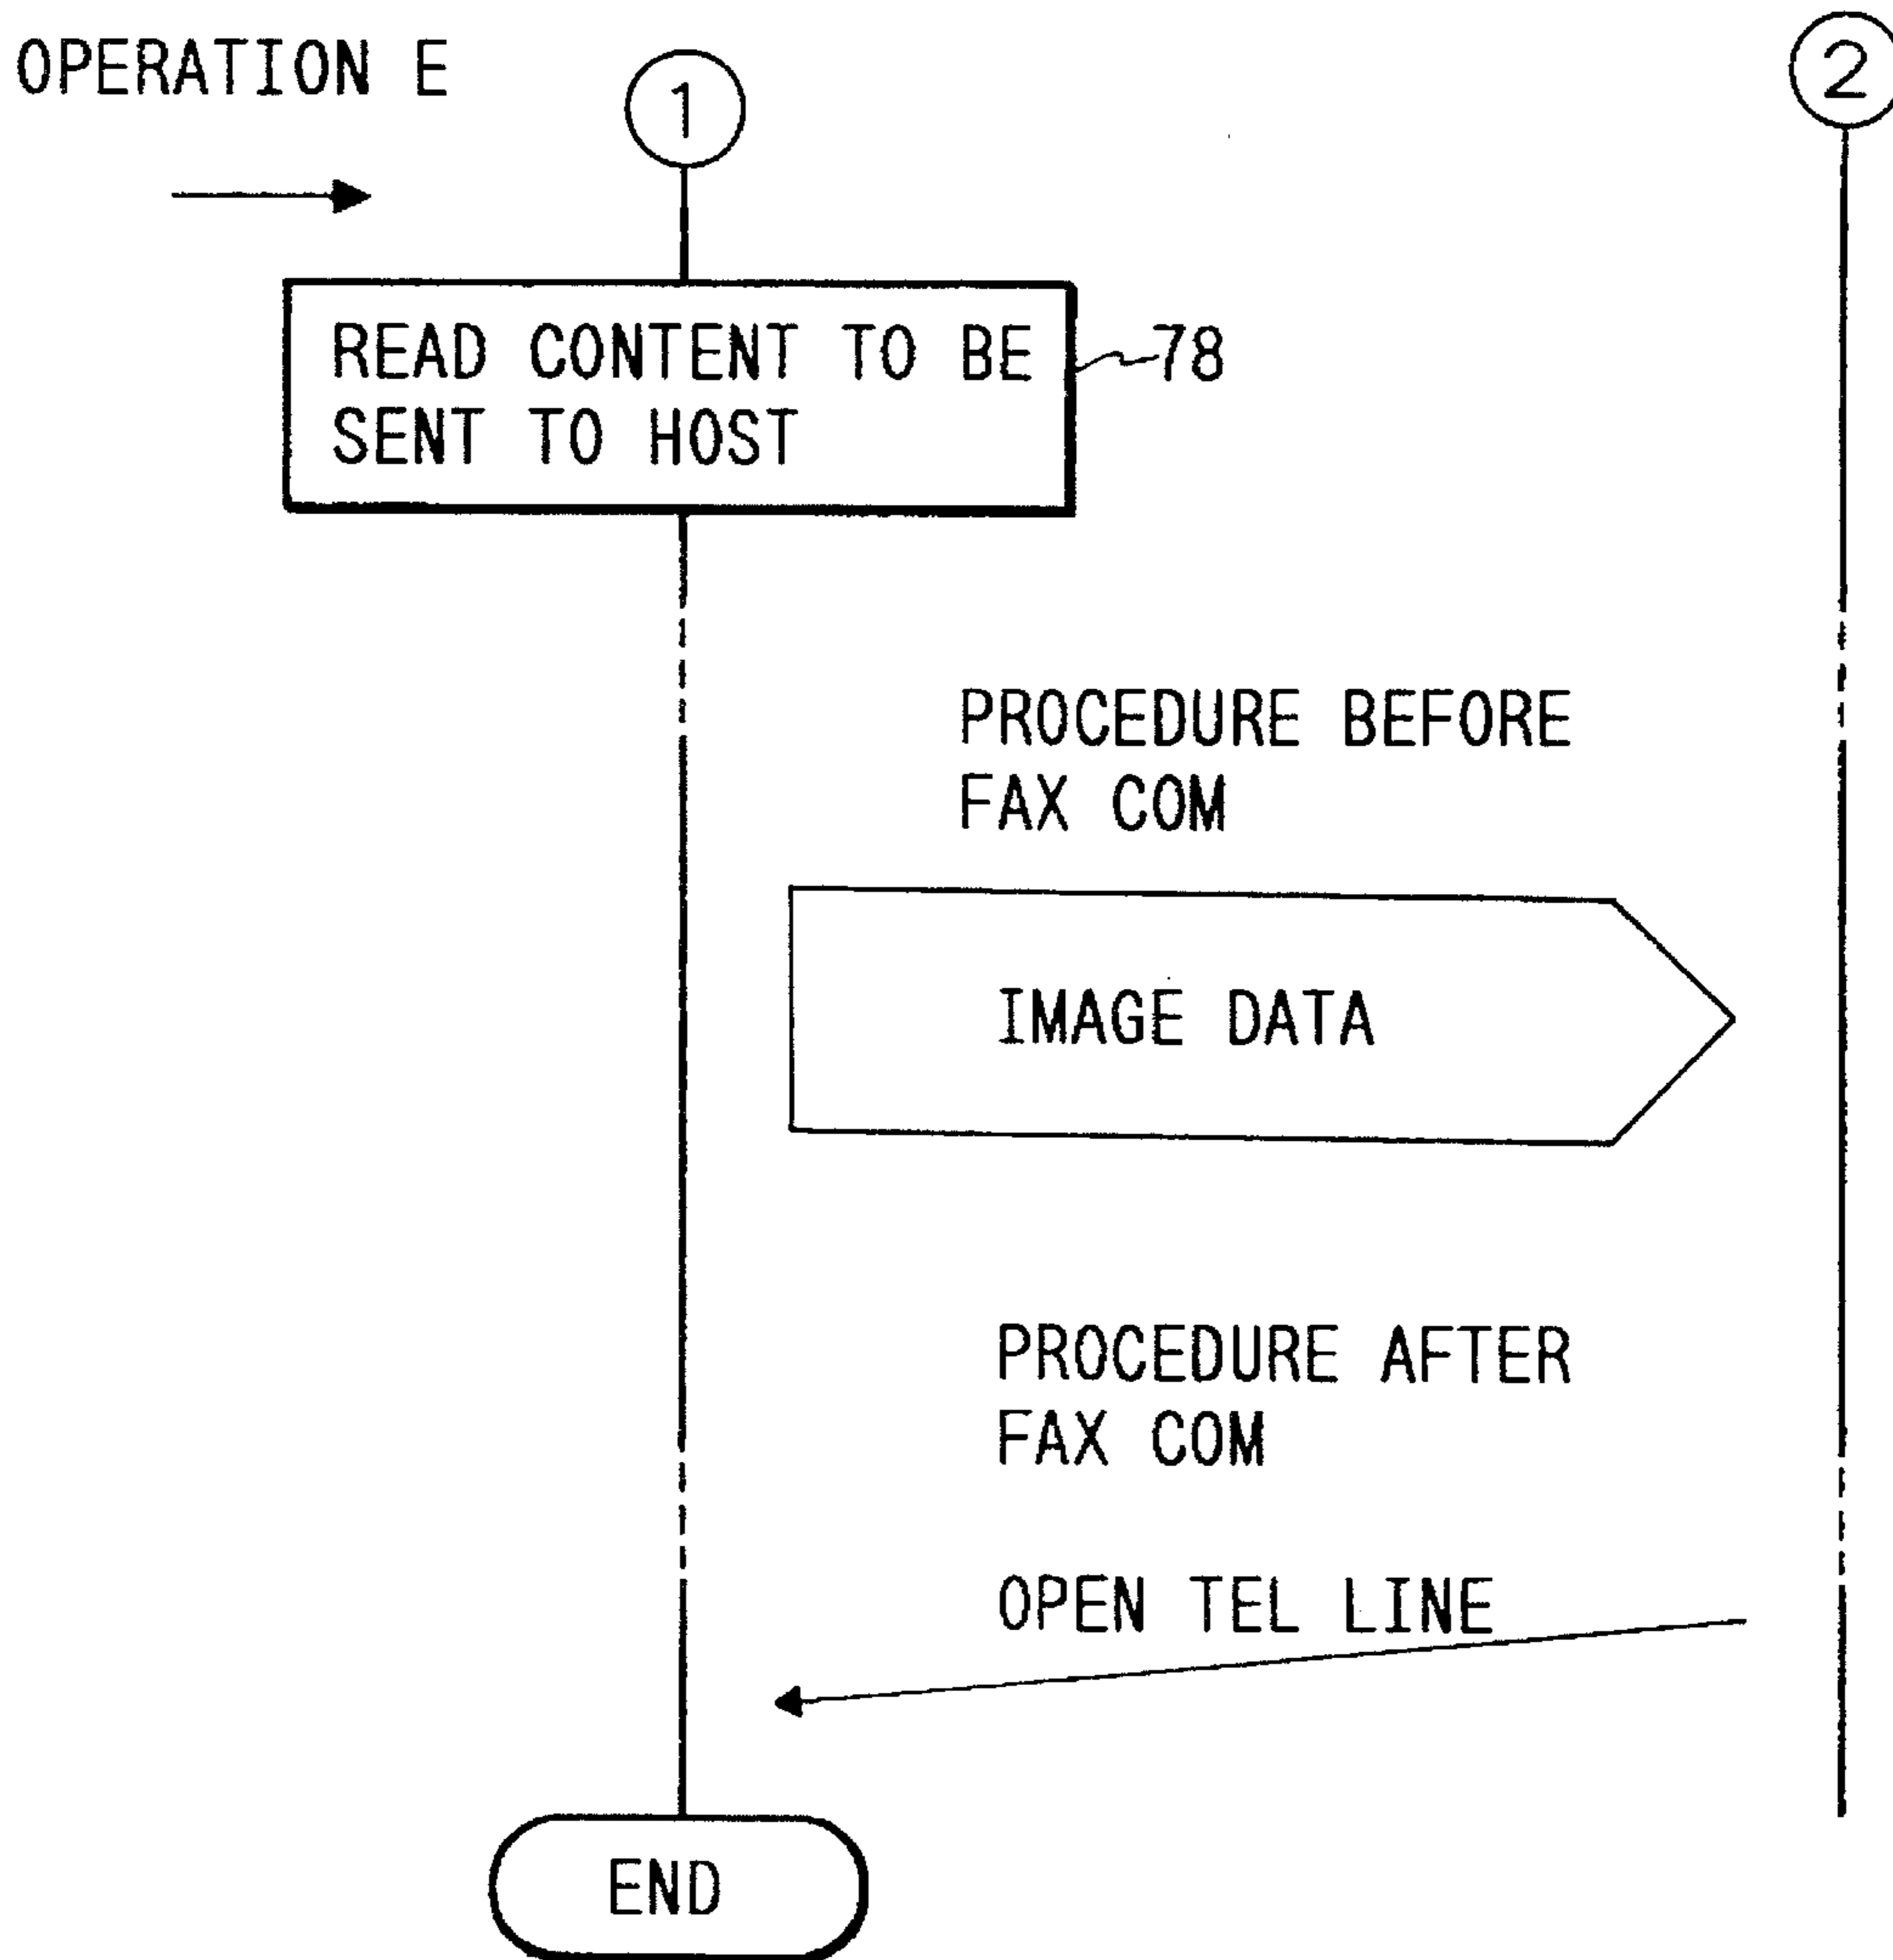 OPERATION E
1
2
READ CONTENT TO BE
SENT TO HOST
78
PROCEDURE BEFORE
FAX COM
IMAGE DATA
PROCEDURE AFTER
FAX COM
OPEN TEL LINE
END